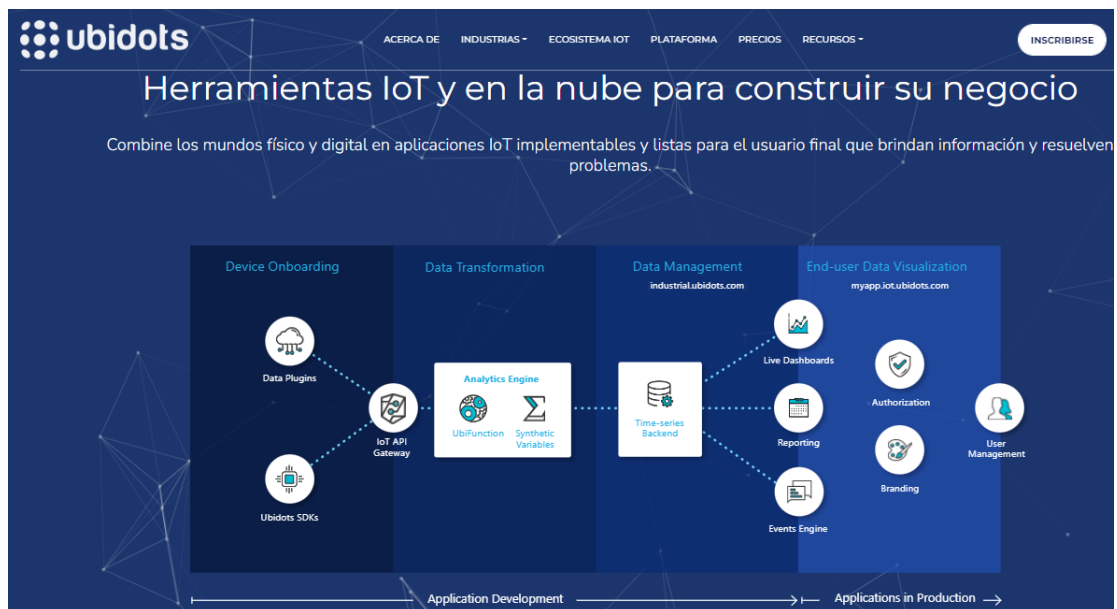 ubidots
ACERCA DE
INDUSTRIAS
ECOSISTEMA IOT
PLATAFORMA
PRECIOS
RECURSOS
INSCRIBIRSE
Herramientas IoT y en la nube para construir su negocio
Combine los mundos físico y digital en aplicaciones IoT implementables y listas para el usuario final que brindan información y resuelven
problemas.
Device Onboarding
Data Plugins
Ubidots SDKs
IoT API
Gateway
Data Transformation
Analytics Engine
UbiFunction
Synthetic
Variables
Data Management
industrial.ubidots.com
Time-series
Backend
Live Dashboards
Reporting
Events Engine
End-user Data Visualization
myapp.iot.ubidots.com
Authorization
Branding
User
Management
Application Development
Applications in Production